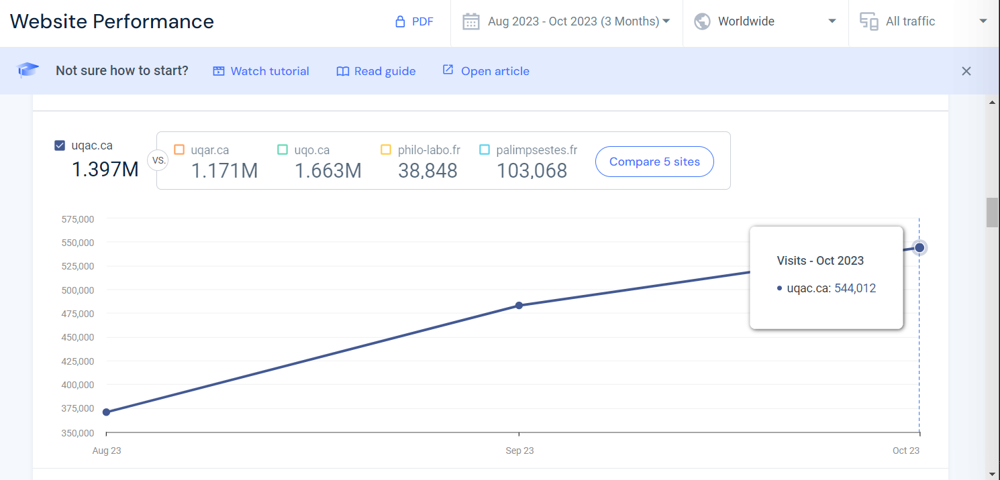 Website Performance
PDF
Aug 2023 - Oct 2023 (3 Months)
Worldwide
All traffic
Not sure how to start?
Watch tutorial
Read guide
Open article
uqac.ca
1.397M
VS.
uqar.ca
1.171M
uqo.ca
1.663M
philo-labo.fr
38,848
palimpsestes.fr
103,068
Compare 5 sites
575,000
550,000
525,000
500,000
475,000
450,000
425,000
400,000
375,000
350,000
Visits - Oct 2023
uqac.ca: 544,012
Aug 23
Sep 23
Oct 23